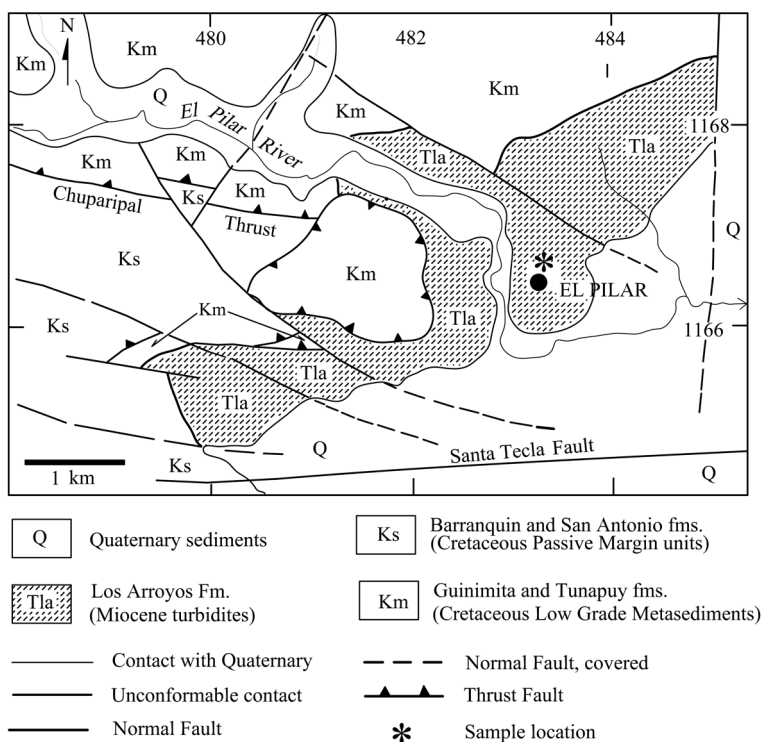 480
482
484
N
Km
Km
Km
Q
El Pilar River
Km
1168
Km
Km
Tla
Tla
Chuparipal
Ks
Km
Thrust
Q
Ks
Km
EL PILAR
Km
Ks
Tla
1166
Tla
Tla
Q
Santa Tecla Fault
Ks
Q
1 km
Q Quaternary sediments
Ks Barranquin and San Antonio fms.
(Cretaceous Passive Margin units)
Tla Los Arroyos Fm.
(Miocene turbidites)
Km Guinimita and Tunapuy fms.
(Cretaceous Low Grade Metasediments)
Contact with Quaternary
Normal Fault, covered
Unconformable contact
Thrust Fault
Normal Fault
Sample location